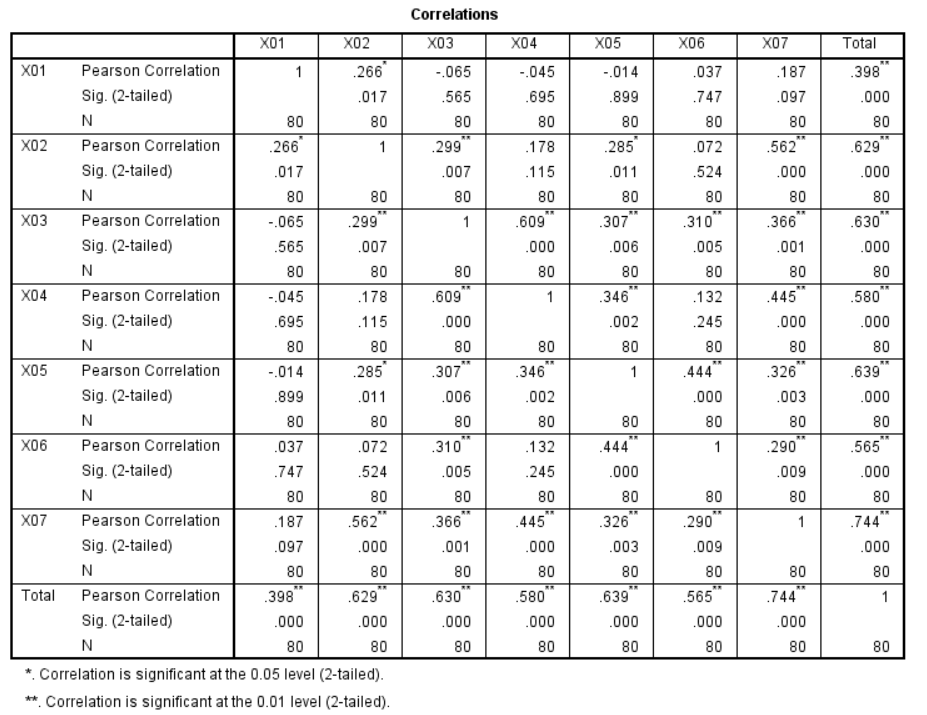 Correlations
X01 X02 X03 X04 X05 X06 X07 Total
X01 Pearson Correlation 1 .266* -.065 -.045 -.014 .037 .187 .398**
Sig. (2-tailed) .017 .565 .695 .899 .747 .097 .000
N 80 80 80 80 80 80 80 80
X02 Pearson Correlation .266* 1 .299** .178 .285* .072 .562** .629**
Sig. (2-tailed) .017 .007 .115 .011 .524 .000 .000
N 80 80 80 80 80 80 80 80
X03 Pearson Correlation -.065 .299** 1 .609** .307** .310** .366** .630**
Sig. (2-tailed) .565 .007 .000 .006 .005 .001 .000
N 80 80 80 80 80 80 80 80
X04 Pearson Correlation -.045 .178 .609** 1 .346** .132 .445** .580**
Sig. (2-tailed) .695 .115 .000 .002 .245 .000 .000
N 80 80 80 80 80 80 80 80
X05 Pearson Correlation -.014 .285* .307** .346** 1 .444** .326** .639**
Sig. (2-tailed) .899 .011 .006 .002 .000 .003 .000
N 80 80 80 80 80 80 80 80
X06 Pearson Correlation .037 .072 .310** .132 .444** 1 .290** .565**
Sig. (2-tailed) .747 .524 .005 .245 .000 .009 .000
N 80 80 80 80 80 80 80 80
X07 Pearson Correlation .187 .562** .366** .445** .326** .290** 1 .744**
Sig. (2-tailed) .097 .000 .001 .000 .003 .009 .000
N 80 80 80 80 80 80 80 80
Total Pearson Correlation .398** .629** .630** .580** .639** .565** .744** 1
Sig. (2-tailed) .000 .000 .000 .000 .000 .000 .000
N 80 80 80 80 80 80 80 80
*. Correlation is significant at the 0.05 level (2-tailed).
**. Correlation is significant at the 0.01 level (2-tailed).